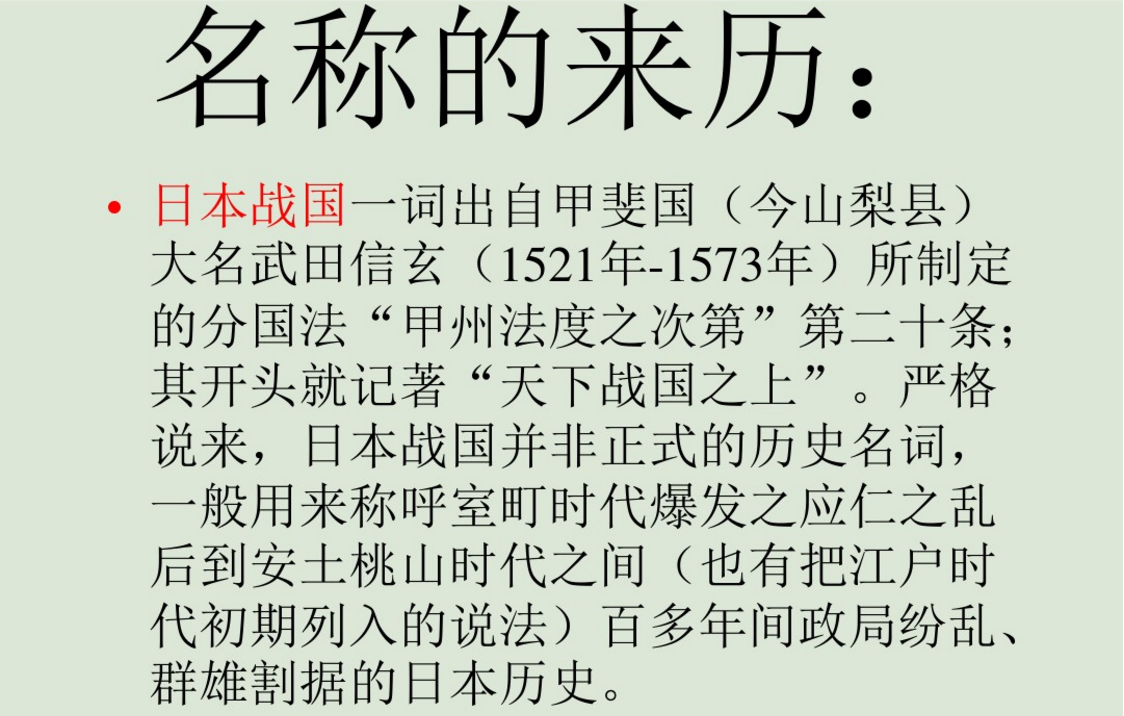 名称的来历：
• 日本战国一词出自甲斐国（今山梨县）
大名武田信玄（1521年-1573年）所制定
的分国法“甲州法度之次第”第二十条；
其开头就记著“天下战国之上”。严格
说来，日本战国并非正式的历史名词，
一般用来称呼室町时代爆发之应仁之乱
后到安土桃山时代之间（也有把江户时
代初期列入的说法）百多年间政局纷乱、
群雄割据的日本历史。